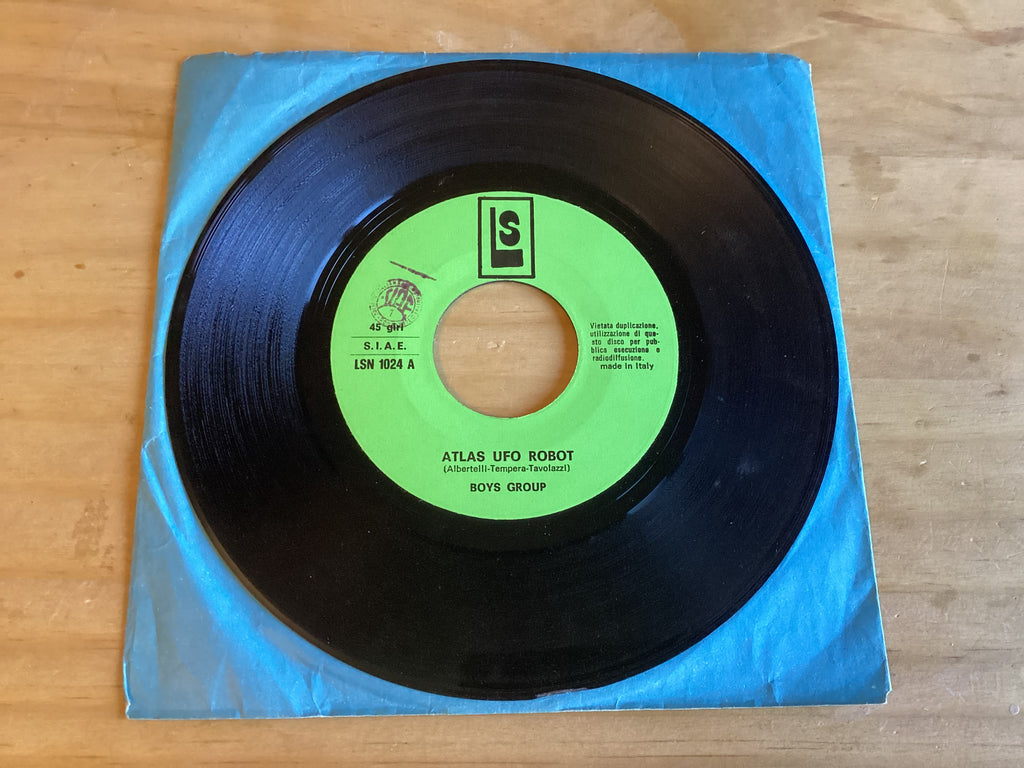 LS
45 giri
S.I.A.E.
LSN 1024 A
Vietata duplicazione,
utilizzazione di que-
sto disco per pub-
blica esecuzione e
radiodiffusione.
made in Italy
ATLAS UFO ROBOT
(Albertelli-Tempera-Tavolazzi)
BOYS GROUP